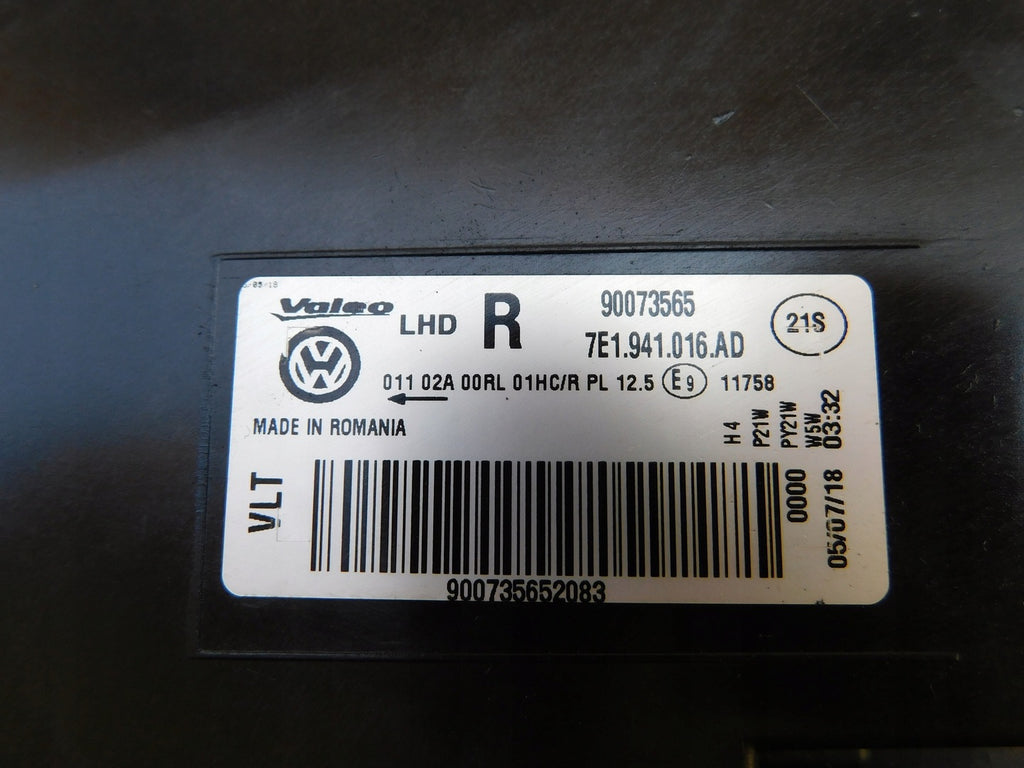 Valeo
LHD
R
90073565
7E1.941.016.AD
21S
011 02A 00RL 01HC/R PL 12.5 E9 11758
MADE IN ROMANIA
H4
P21W
PY21W
W5W
03:32
VLT
0000
05/07/18
900735652083